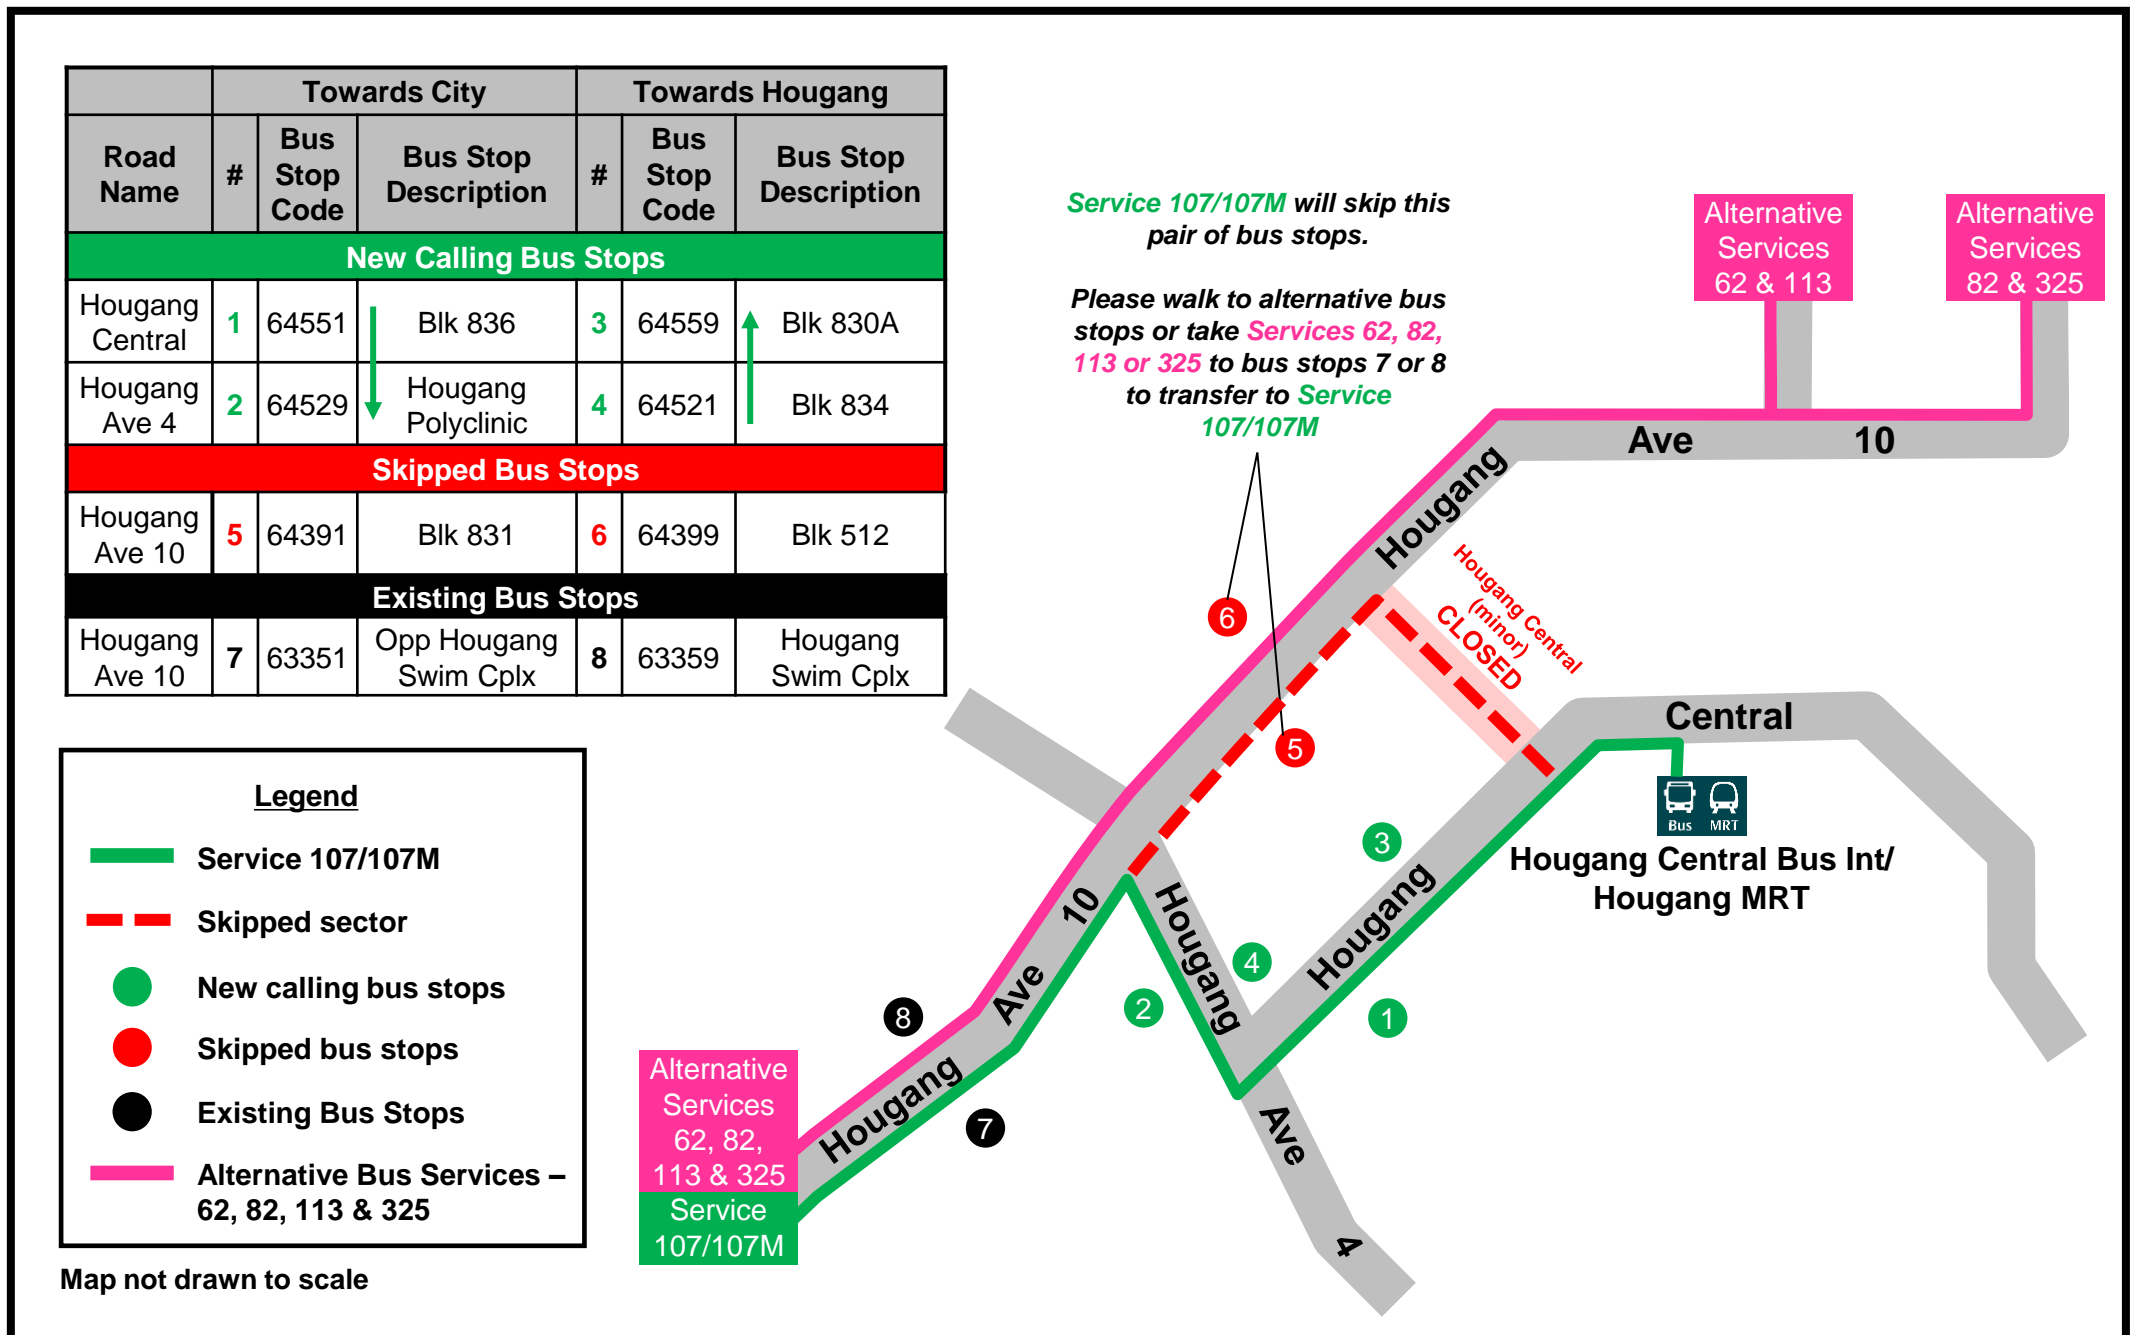 Towards City Towards Hougang
Road Name # Bus Stop Code Bus Stop Description # Bus Stop Code Bus Stop Description
New Calling Bus Stops
Hougang Central 1 64551 Blk 836 3 64559 Blk 830A
Hougang Ave 4 2 64529 Hougang Polyclinic 4 64521 Blk 834
Skipped Bus Stops
Hougang Ave 10 5 64391 Blk 831 6 64399 Blk 512
Existing Bus Stops
Hougang Ave 10 7 63351 Opp Hougang Swim Cplx 8 63359 Hougang Swim Cplx
Service 107/107M will skip this
pair of bus stops.
Please walk to alternative bus
stops or take Services 62, 82,
113 or 325 to bus stops 7 or 8
to transfer to Service
107/107M
Alternative
Services
62 & 113
Alternative
Services
82 & 325
Hougang Ave 10
Hougang Central
(minor)
CLOSED
6
5
Hougang Central
Bus MRT
Hougang Central Bus Int/
Hougang MRT
3
1
4
2
Hougang Ave 4
Hougang Ave 10
8
7
Alternative
Services
62, 82,
113 & 325
Service
107/107M
Legend
Service 107/107M
Skipped sector
New calling bus stops
Skipped bus stops
Existing Bus Stops
Alternative Bus Services –
62, 82, 113 & 325
Map not drawn to scale